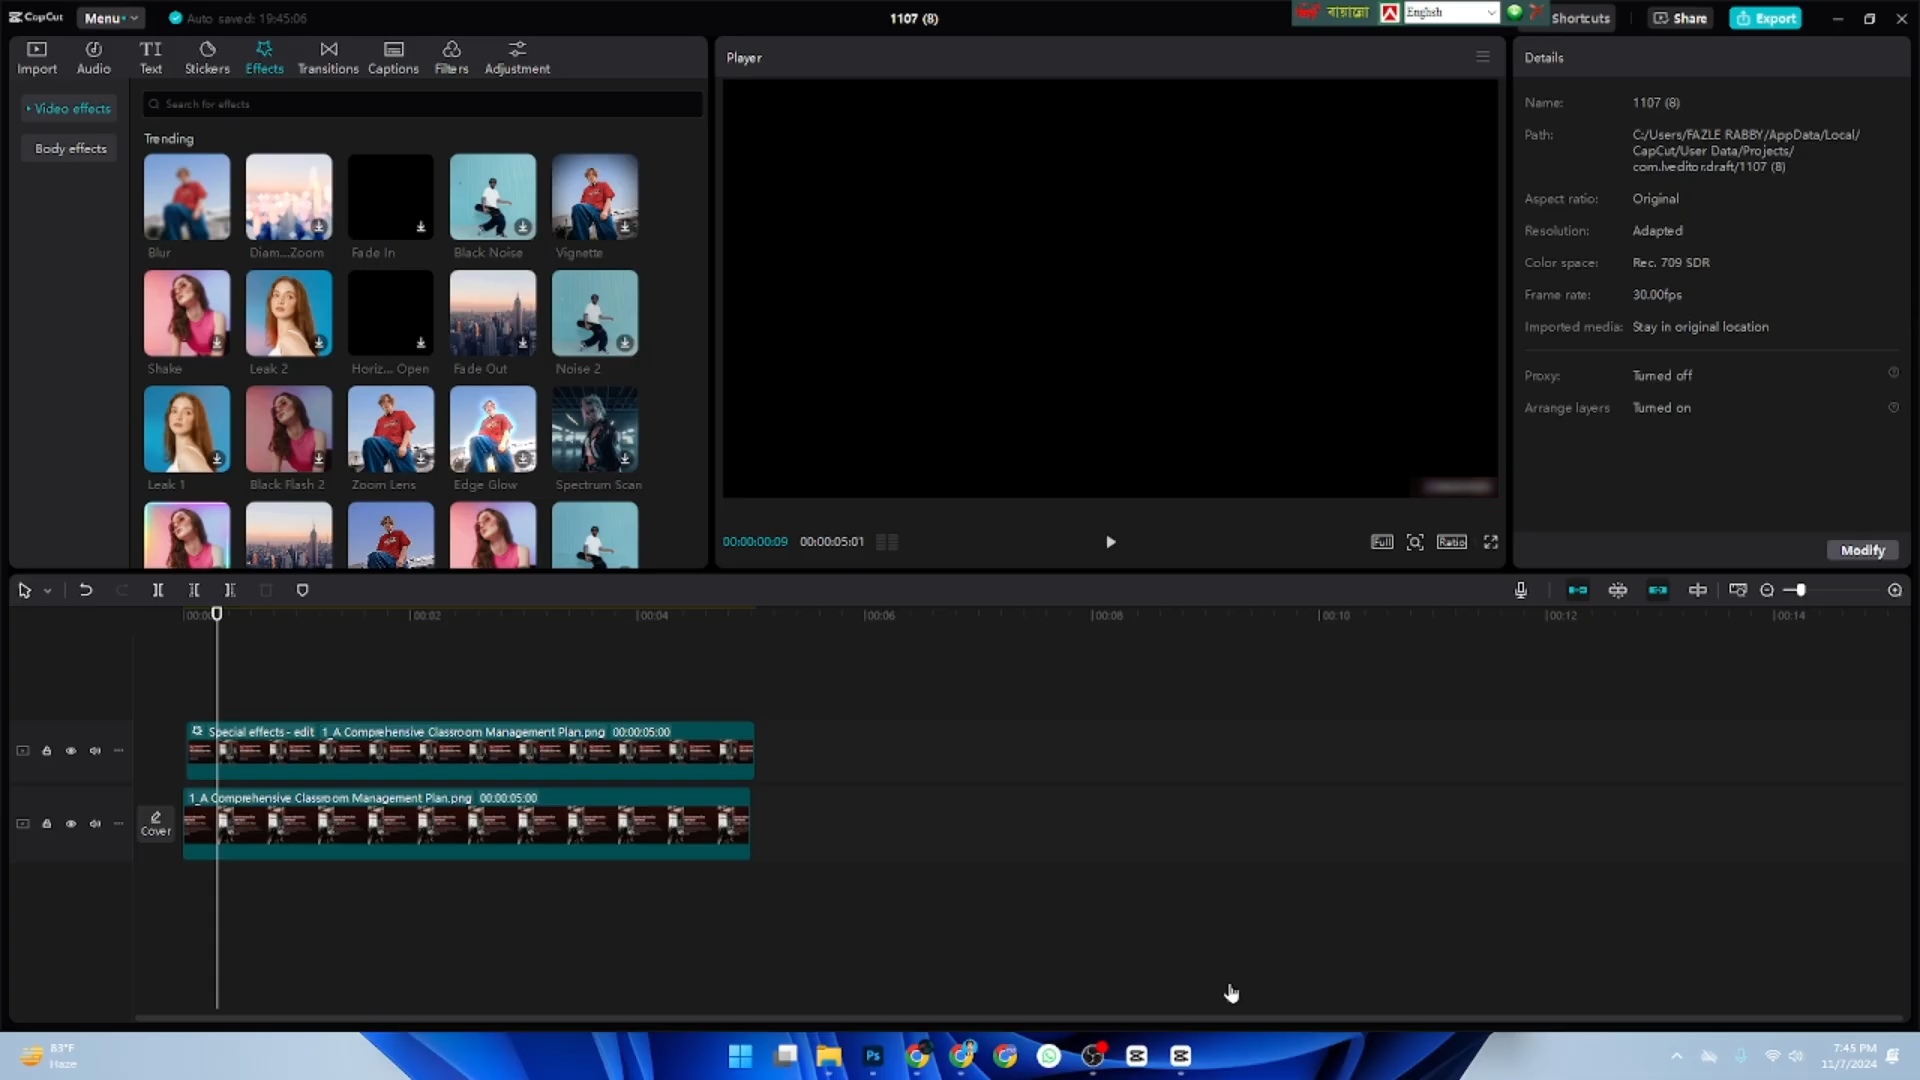 CapCut
Menu
Auto saved: 19:45:06
1107 (8)
বায়ান্নো
English
Shortcuts
Share
Export
Import
Audio
TI
Text
Stickers
Effects
Transitions
Captions
Filters
Adjustment
Video effects
Body effects
Search for effects
Trending
Blur
Diam...Zoom
Fade In
Black Noise
Vignette
Shake
Leak 2
Horiz... Open
Fade Out
Noise 2
Leak 1
Black Flash 2
Zoom Lens
Edge Glow
Spectrum Scan
Player
00:00:00:09
00:00:05:01
Full
Ratio
Details
Name: 1107 (8)
Path: C:/Users/FAZLE RABBY/AppData/Local/
CapCut/User Data/Projects/
com.lveditor.draft/1107 (8)
Aspect ratio: Original
Resolution: Adapted
Color space: Rec. 709 SDR
Frame rate: 30.00fps
Imported media: Stay in original location
Proxy: Turned off
Arrange layers Turned on
Modify
00:00
00:02
00:04
00:06
00:08
00:10
00:12
00:14
Special effects - edit 1_A Comprehensive Classroom Management Plan.png 00:00:05:00
1_A Comprehensive Classroom Management Plan.png 00:00:05:00
Cover
83°F
Haze
Ps
7:45 PM
11/7/2024